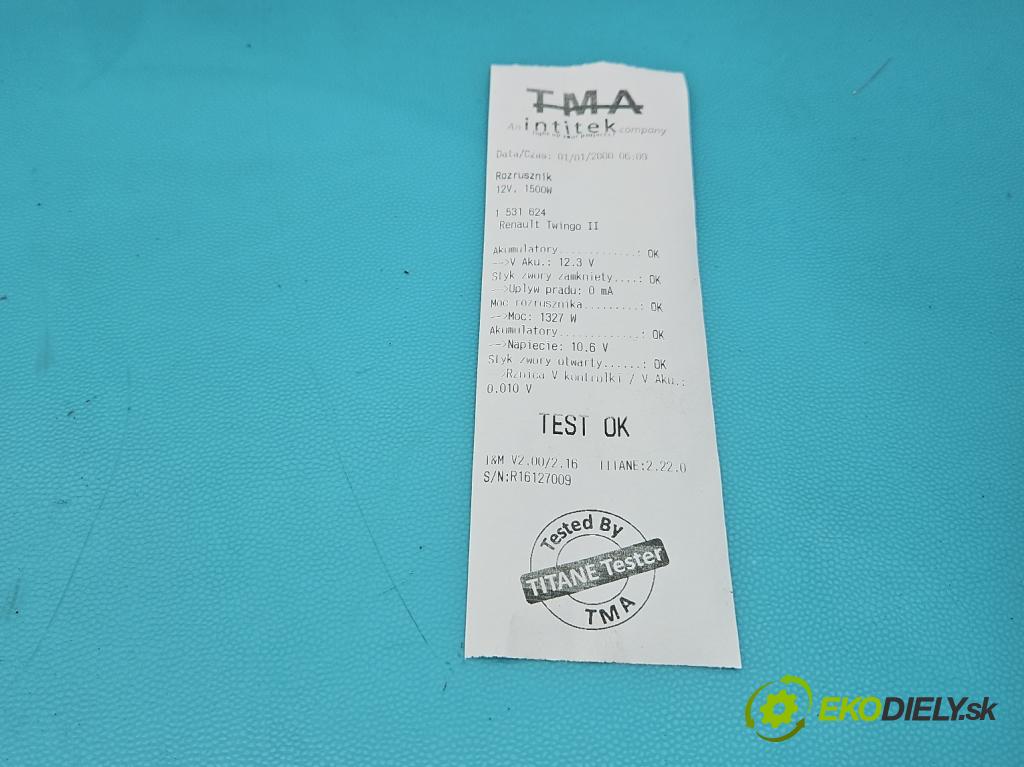 TMA
An intitek company
Data/Czas: 01/01/2000 06:09
Rozrusznik
12V, 1500W
1 531 624
Renault Twingo II
Akumulatory............: OK
-->V Aku.: 12.3 V
Styk zwory zamkniety....: OK
-->Uplyw pradu: 0 mA
Moc rozrusznika.........: OK
-->Moc: 1327 W
Akumulatory............: OK
-->Napiecie: 10.6 V
Styk zwory otwarty......: OK
-->Rznica V kontrolki / V Aku.:
0.010 V
TEST OK
T&M V2.00/2.16 TITANE:2.22.0
S/N:R16127009
Tested By
TITANE Tester
TMA
EKODIELY.sk